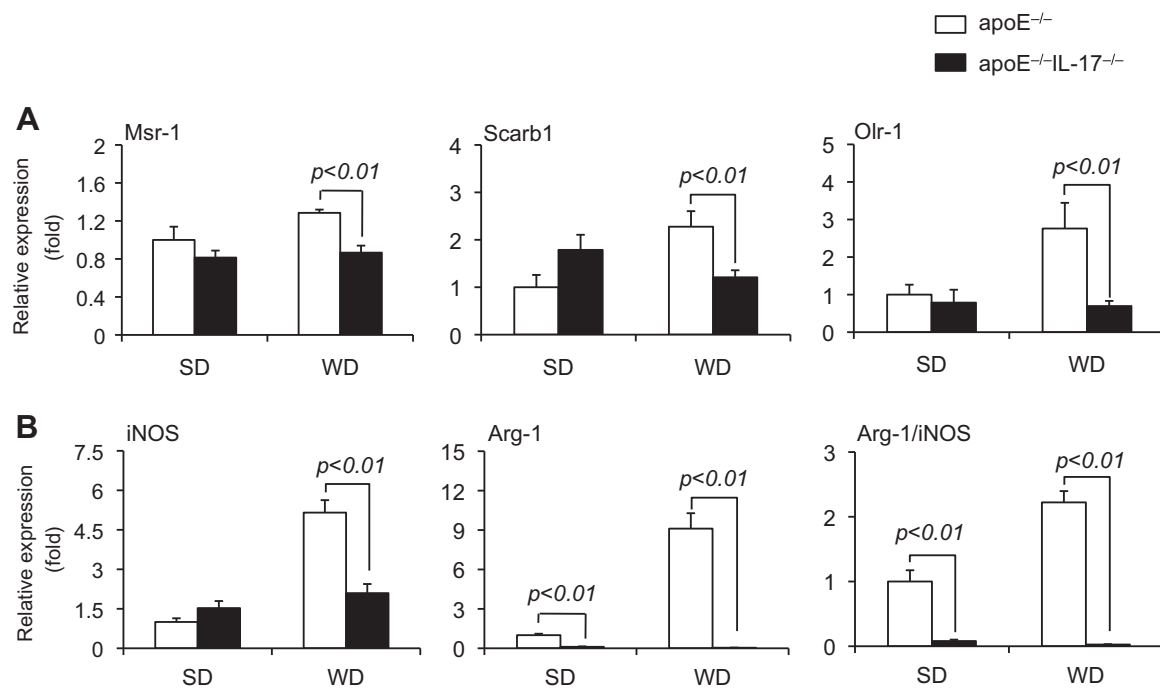 apoE⁻/⁻
apoE⁻/⁻IL-17⁻/⁻
A
Msr-1
Relative expression
(fold)
2
1.6
1.2
0.8
0.4
0
p<0.01
SD
WD
Scarb1
4
3
2
1
0
p<0.01
SD
WD
Olr-1
5
4
3
2
1
0
p<0.01
SD
WD
B
iNOS
Relative expression
(fold)
7.5
6
4.5
3
1.5
0
p<0.01
SD
WD
Arg-1
15
12
9
6
3
0
p<0.01
p<0.01
SD
WD
Arg-1/iNOS
3
2
1
0
p<0.01
p<0.01
SD
WD